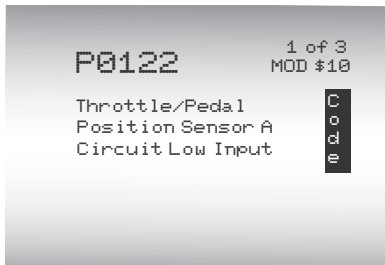 P0122
1 of 3
MOD $10
Throttle/Pedal
Position Sensor A
Circuit Low Input
Code